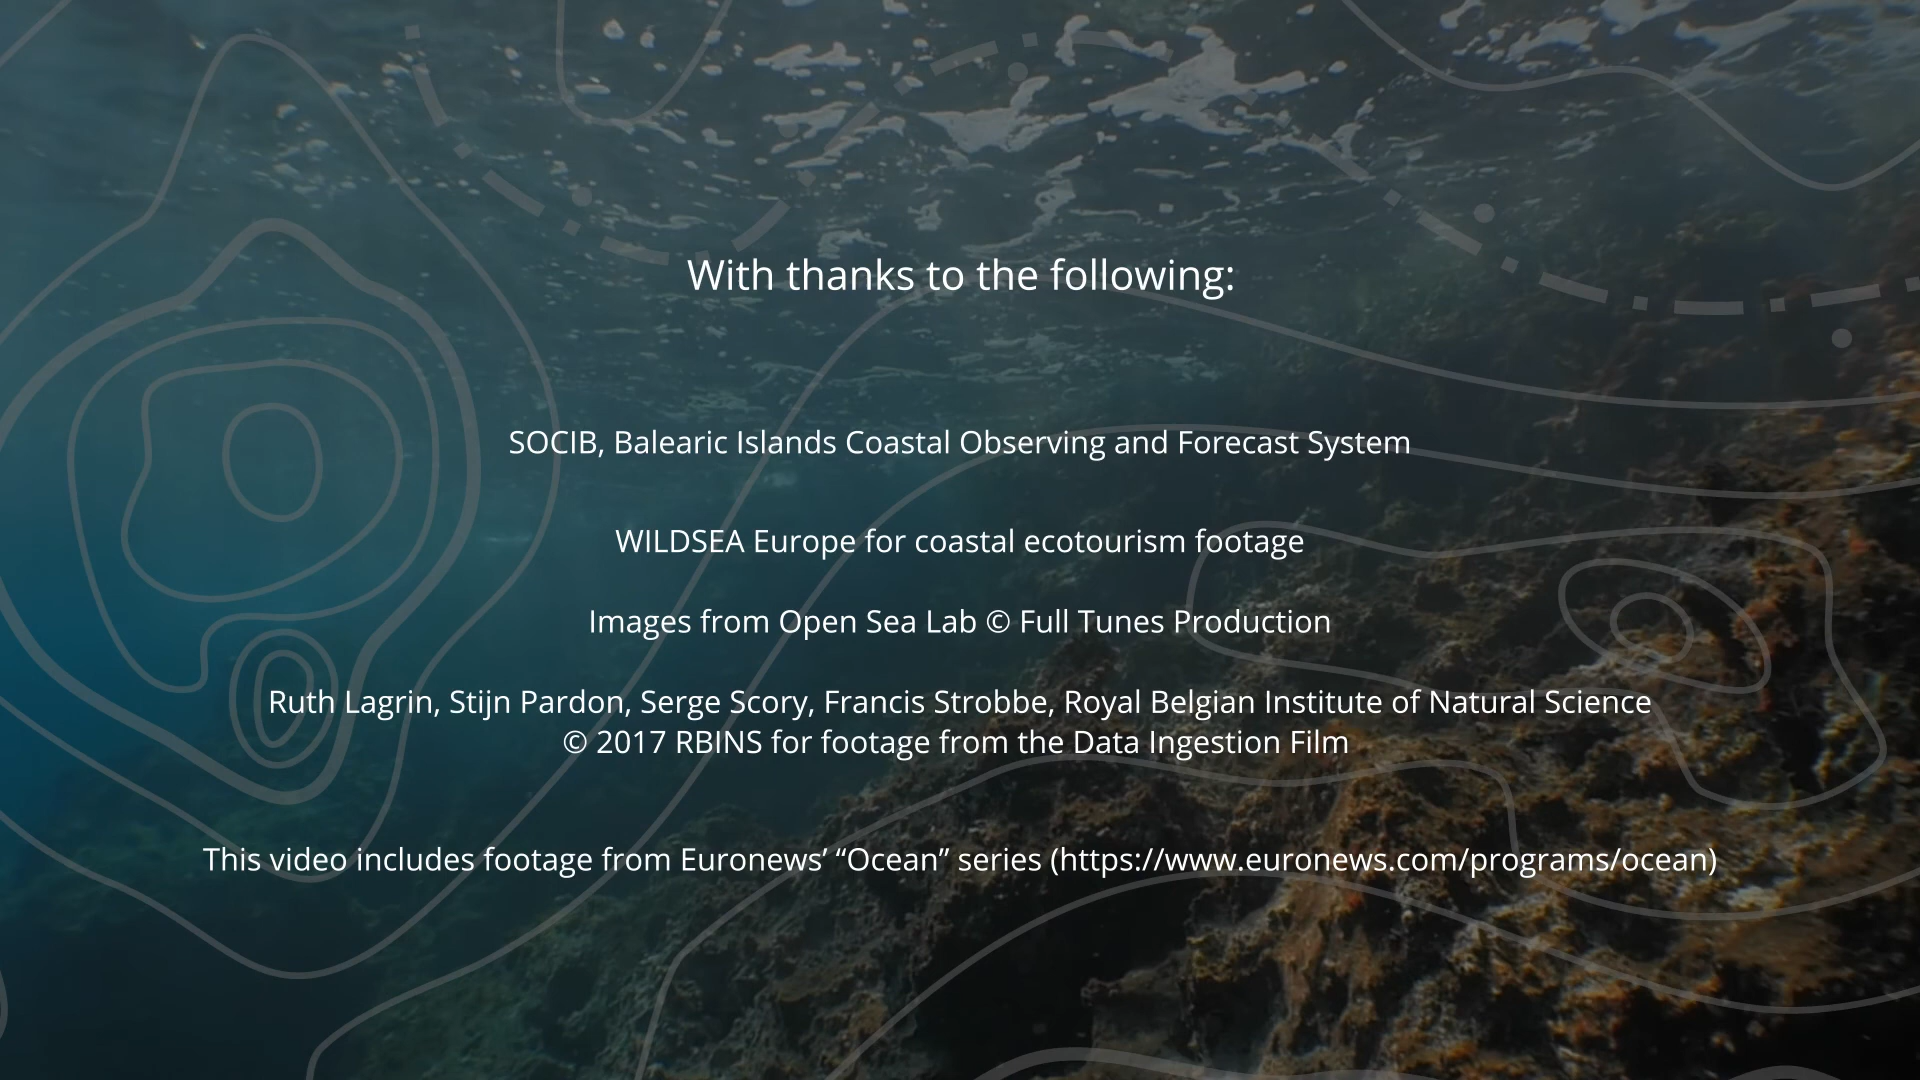 With thanks to the following:
SOCIB, Balearic Islands Coastal Observing and Forecast System
WILDSEA Europe for coastal ecotourism footage
Images from Open Sea Lab © Full Tunes Production
Ruth Lagrin, Stijn Pardon, Serge Scory, Francis Strobbe, Royal Belgian Institute of Natural Science
© 2017 RBINS for footage from the Data Ingestion Film
This video includes footage from Euronews’ “Ocean” series (https://www.euronews.com/programs/ocean)